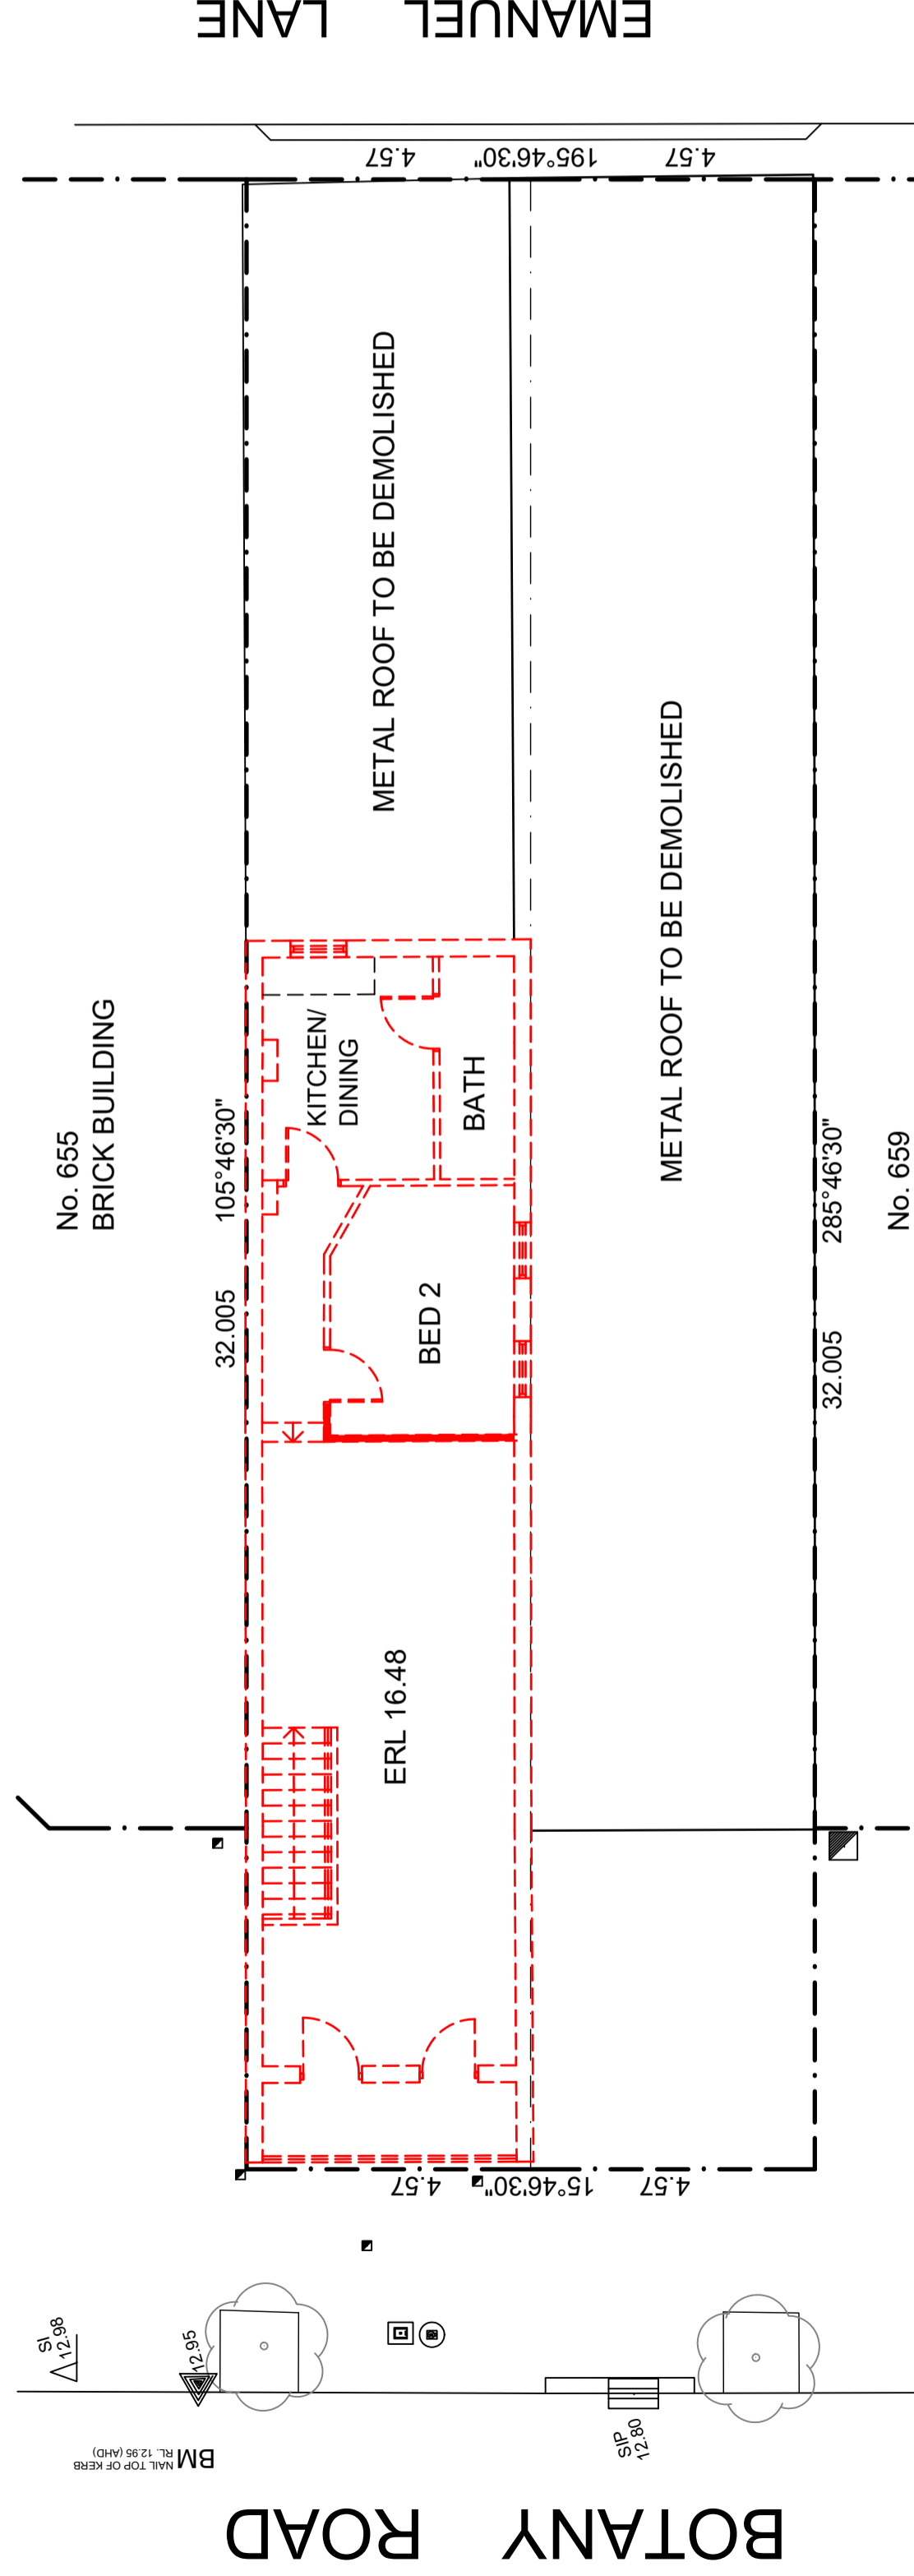 EMANUEL LANE
4.57
195°46'30"
4.57
METAL ROOF TO BE DEMOLISHED
METAL ROOF TO BE DEMOLISHED
No. 655
BRICK BUILDING
105°46'30"
32.005
KITCHEN/
DINING
BATH
BED 2
285°46'30"
32.005
No. 659
ERL 16.48
4.57
15°46'30"
4.57
SI
12.98
12.95
SIP
12.80
BM
NAIL TOP OF KERB
RL. 12.95 (AHD)
BOTANY ROAD